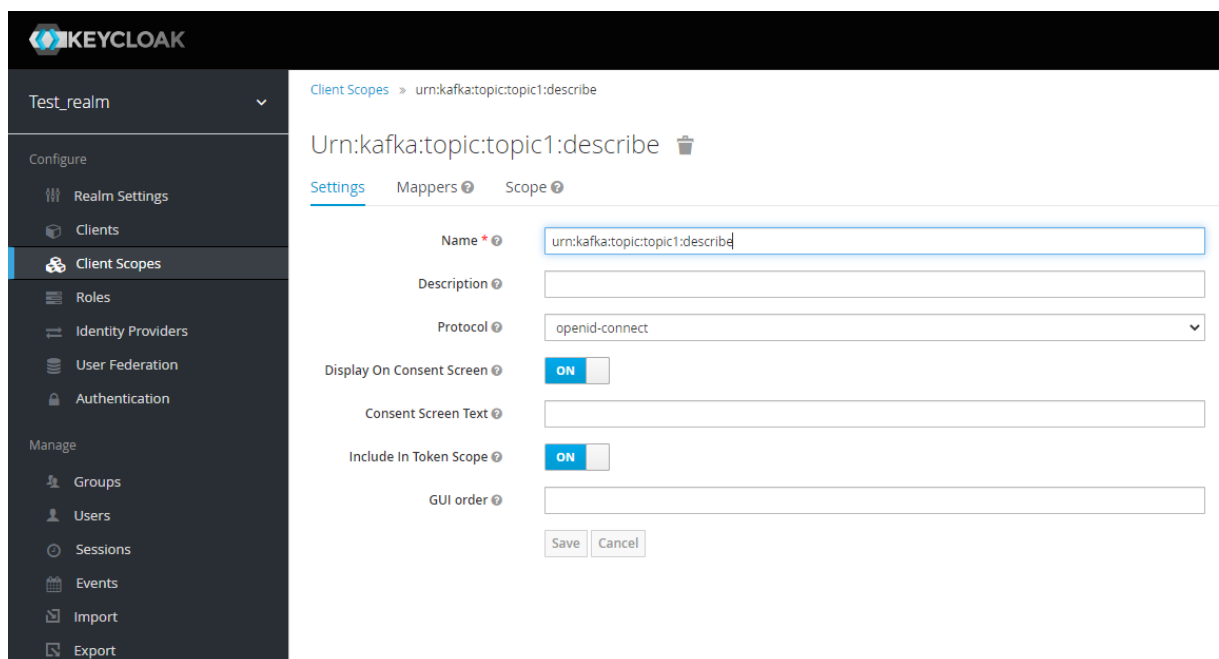 KEYCLOAK
Test_realm
Configure
Realm Settings
Clients
Client Scopes
Roles
Identity Providers
User Federation
Authentication
Manage
Groups
Users
Sessions
Events
Import
Export
Client Scopes » urn:kafka:topic:topic1:describe
Urn:kafka:topic:topic1:describe
Settings Mappers ? Scope ?
Name * ? urn:kafka:topic:topic1:describe
Description ?
Protocol ? openid-connect
Display On Consent Screen ? ON
Consent Screen Text ?
Include In Token Scope ? ON
GUI order ?
Save Cancel